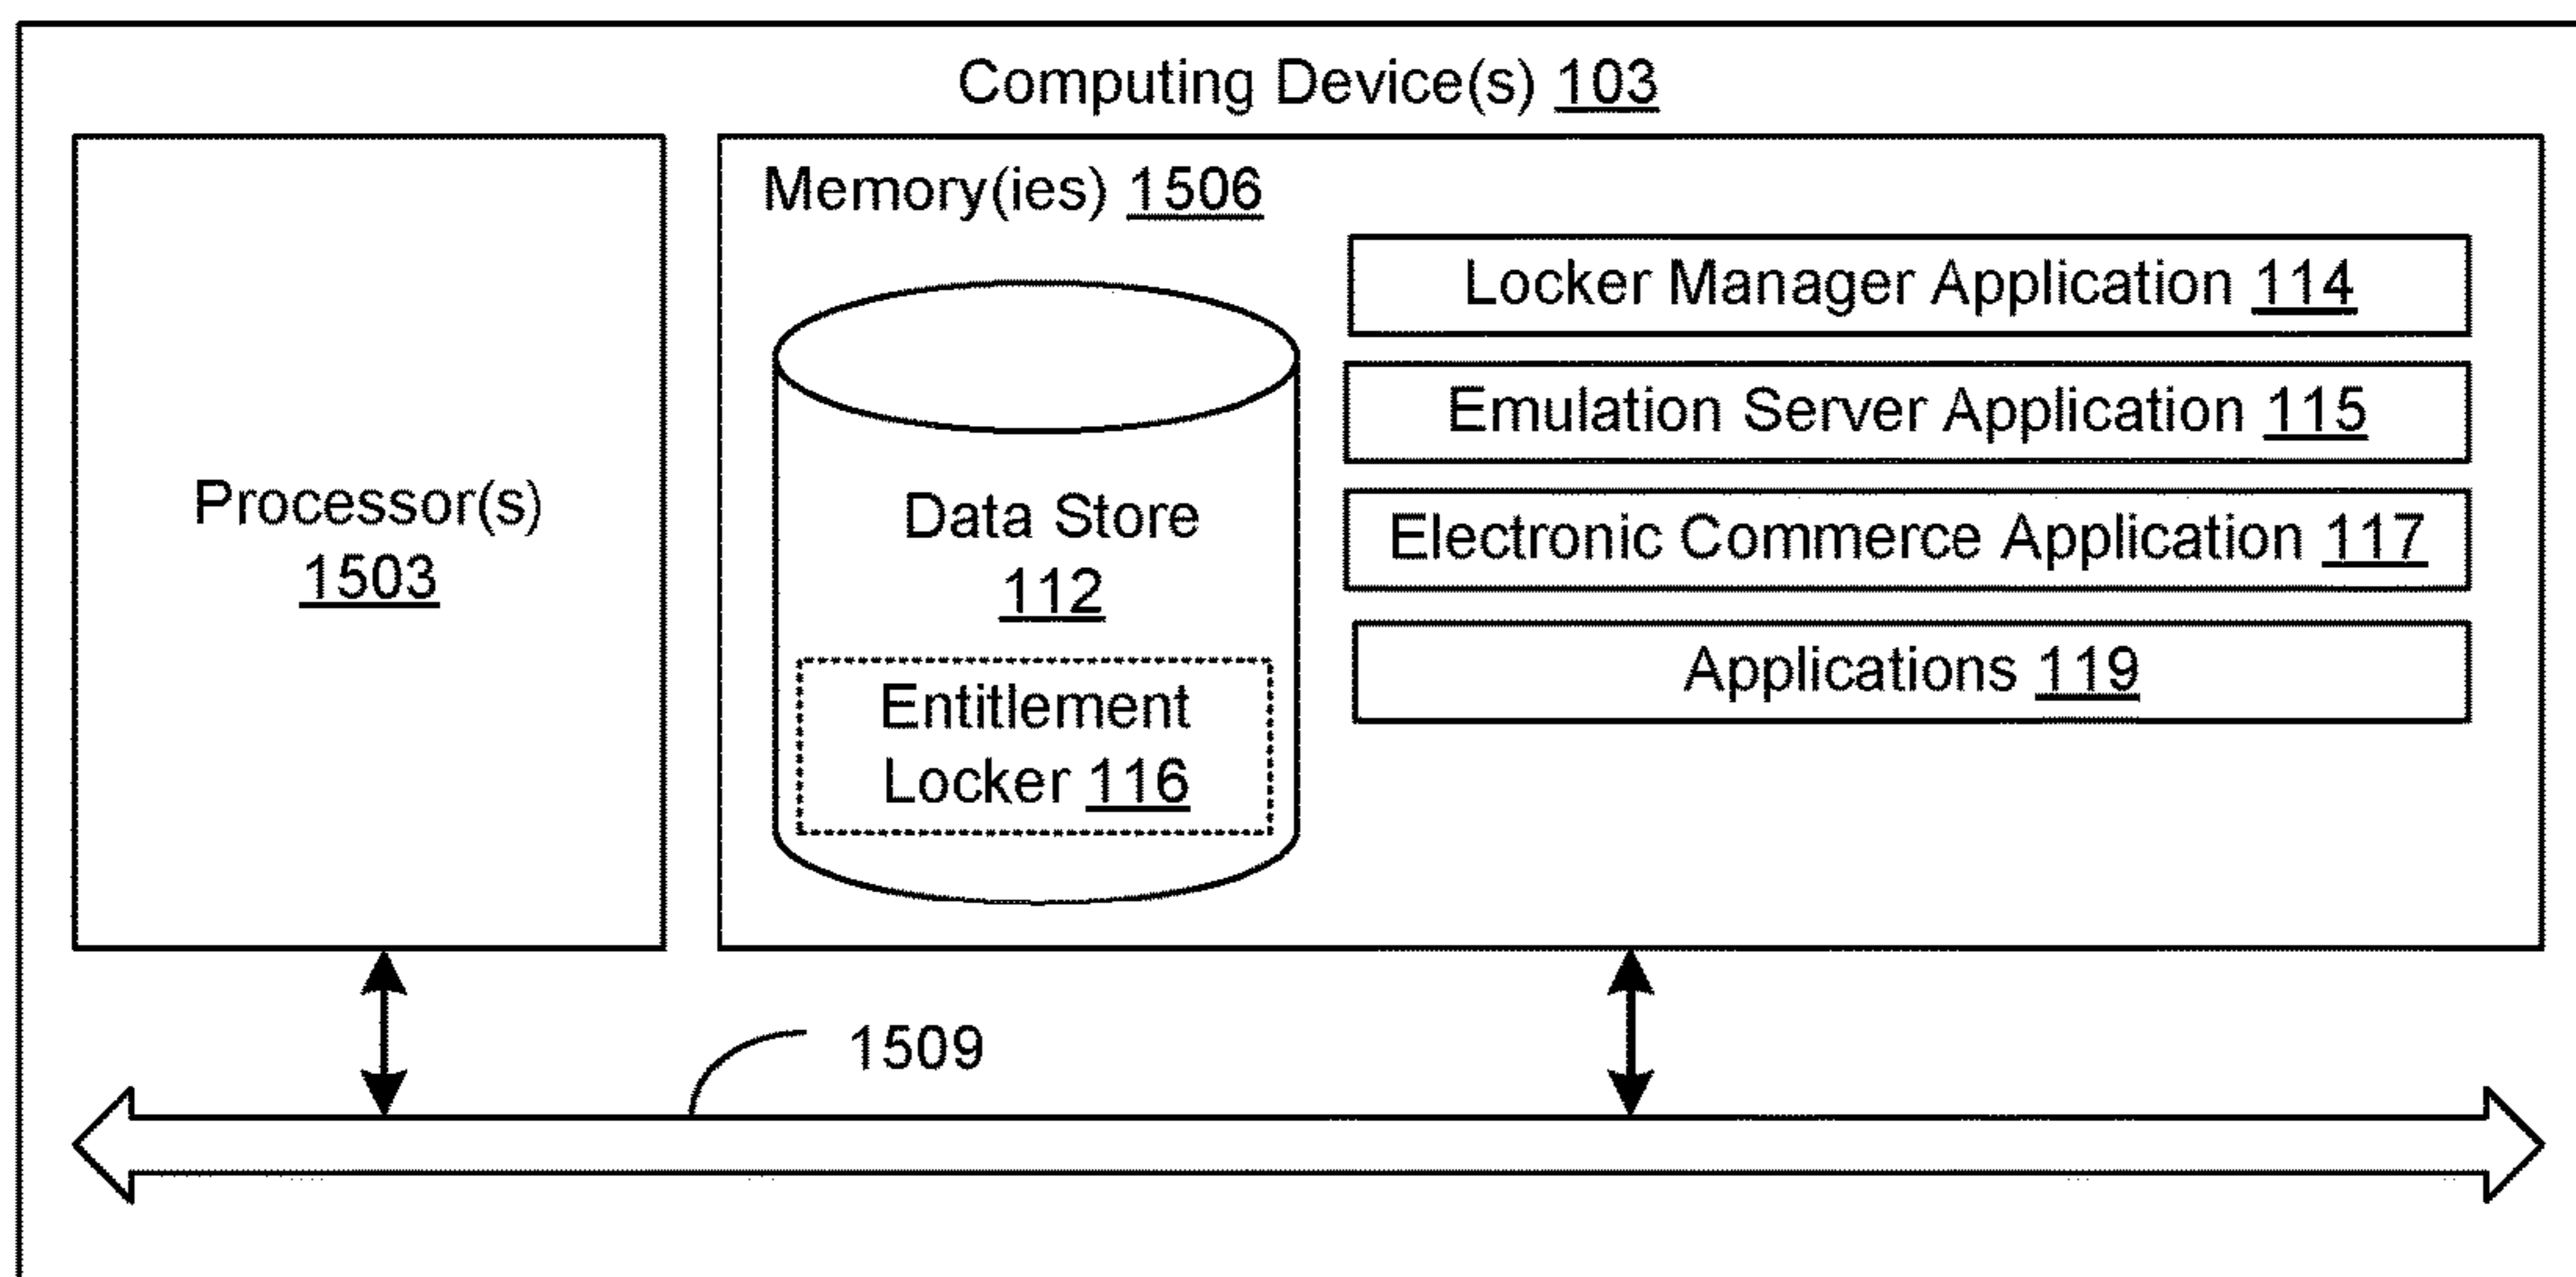 Computing Device(s) 103
Processor(s)
1503
Memory(ies) 1506
Data Store
112
Entitlement
Locker 116
Locker Manager Application 114
Emulation Server Application 115
Electronic Commerce Application 117
Applications 119
1509